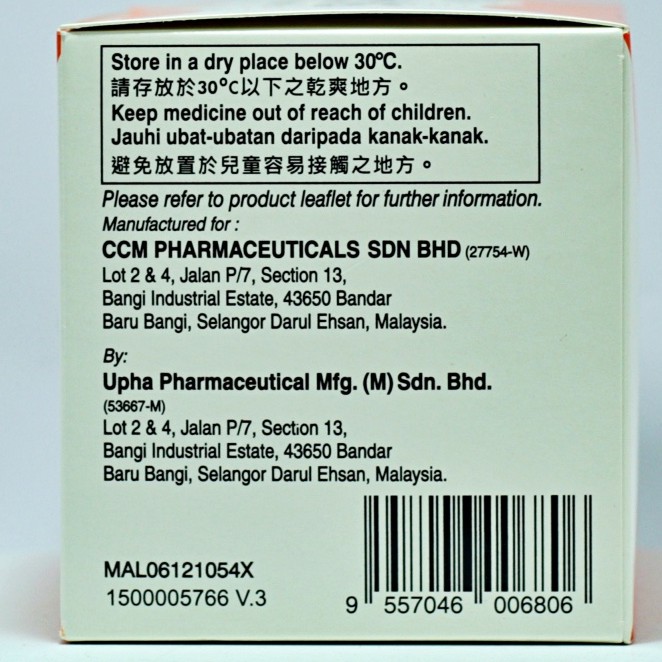 Store in a dry place below 30°C.
請存放於30°C以下之乾爽地方。
Keep medicine out of reach of children.
Jauhi ubat-ubatan daripada kanak-kanak.
避免放置於兒童容易接觸之地方。
Please refer to product leaflet for further information.
Manufactured for :
CCM PHARMACEUTICALS SDN BHD (27754-W)
Lot 2 & 4, Jalan P/7, Section 13,
Bangi Industrial Estate, 43650 Bandar
Baru Bangi, Selangor Darul Ehsan, Malaysia.
By:
Upha Pharmaceutical Mfg. (M) Sdn. Bhd.
(53667-M)
Lot 2 & 4, Jalan P/7, Section 13,
Bangi Industrial Estate, 43650 Bandar
Baru Bangi, Selangor Darul Ehsan, Malaysia.
MAL06121054X
1500005766 V.3
9 557046 006806